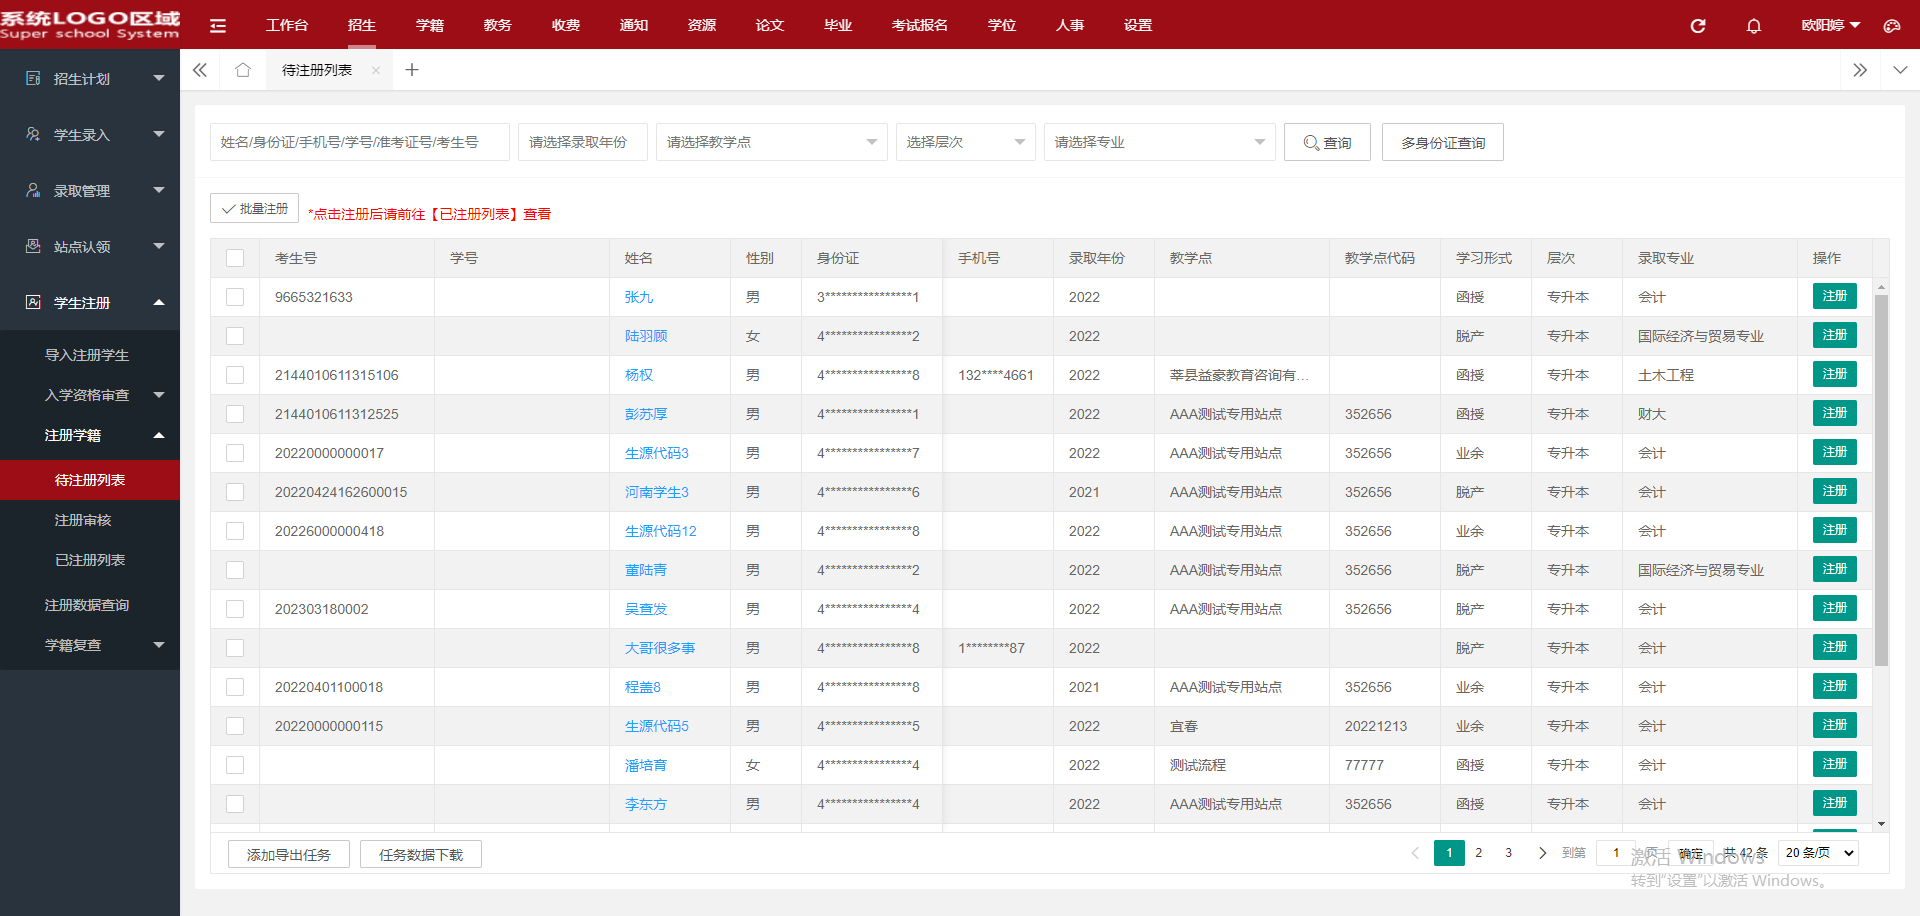 系统LOGO区域
Super school System
工作台 招生 学籍 教务 收费 通知 资源 论文 毕业 考试报名 学位 人事 设置 欧阳婷
招生计划
学生录入
录取管理
站点认领
学生注册
导入注册学生
入学资格审查
注册学籍
待注册列表
注册审核
已注册列表
注册数据查询
学籍复查
待注册列表
姓名/身份证/手机号/学号/准考证号/考生号 请选择录取年份 请选择教学点 选择层次 请选择专业 查询 多身份证查询
批量注册 *点击注册后请前往【已注册列表】查看
考生号 学号 姓名 性别 身份证 手机号 录取年份 教学点 教学点代码 学习形式 层次 录取专业 操作
9665321633 张九 男 3****************1 2022 函授 专升本 会计 注册
陆羽顾 女 4****************2 2022 脱产 专升本 国际经济与贸易专业 注册
2144010611315106 杨权 男 4****************8 132****4661 2022 莘县益豪教育咨询有... 函授 专升本 土木工程 注册
2144010611312525 彭苏厚 男 4****************1 2022 AAA测试专用站点 352656 函授 专升本 财大 注册
20220000000017 生源代码3 男 4****************7 2022 AAA测试专用站点 352656 业余 专升本 会计 注册
20220424162600015 河南学生3 男 4****************6 2021 AAA测试专用站点 352656 脱产 专升本 会计 注册
20226000000418 生源代码12 男 4****************8 2022 AAA测试专用站点 352656 业余 专升本 会计 注册
董陆青 男 4****************2 2022 AAA测试专用站点 352656 脱产 专升本 国际经济与贸易专业 注册
202303180002 吴查发 男 4****************4 2022 AAA测试专用站点 352656 脱产 专升本 会计 注册
大哥很多事 男 4****************8 1********87 2022 脱产 专升本 会计 注册
20220401100018 程盖8 男 4****************8 2021 AAA测试专用站点 352656 业余 专升本 会计 注册
20220000000115 生源代码5 男 4****************5 2022 宜春 20221213 业余 专升本 会计 注册
潘培育 女 4****************4 2022 测试流程 77777 函授 专升本 会计 注册
李东方 男 4****************4 2022 AAA测试专用站点 352656 函授 专升本 会计 注册
添加导出任务 任务数据下载 1 2 3 到第 1 页 确定 共 42 条 20 条/页
激活 Windows
转到"设置"以激活 Windows。